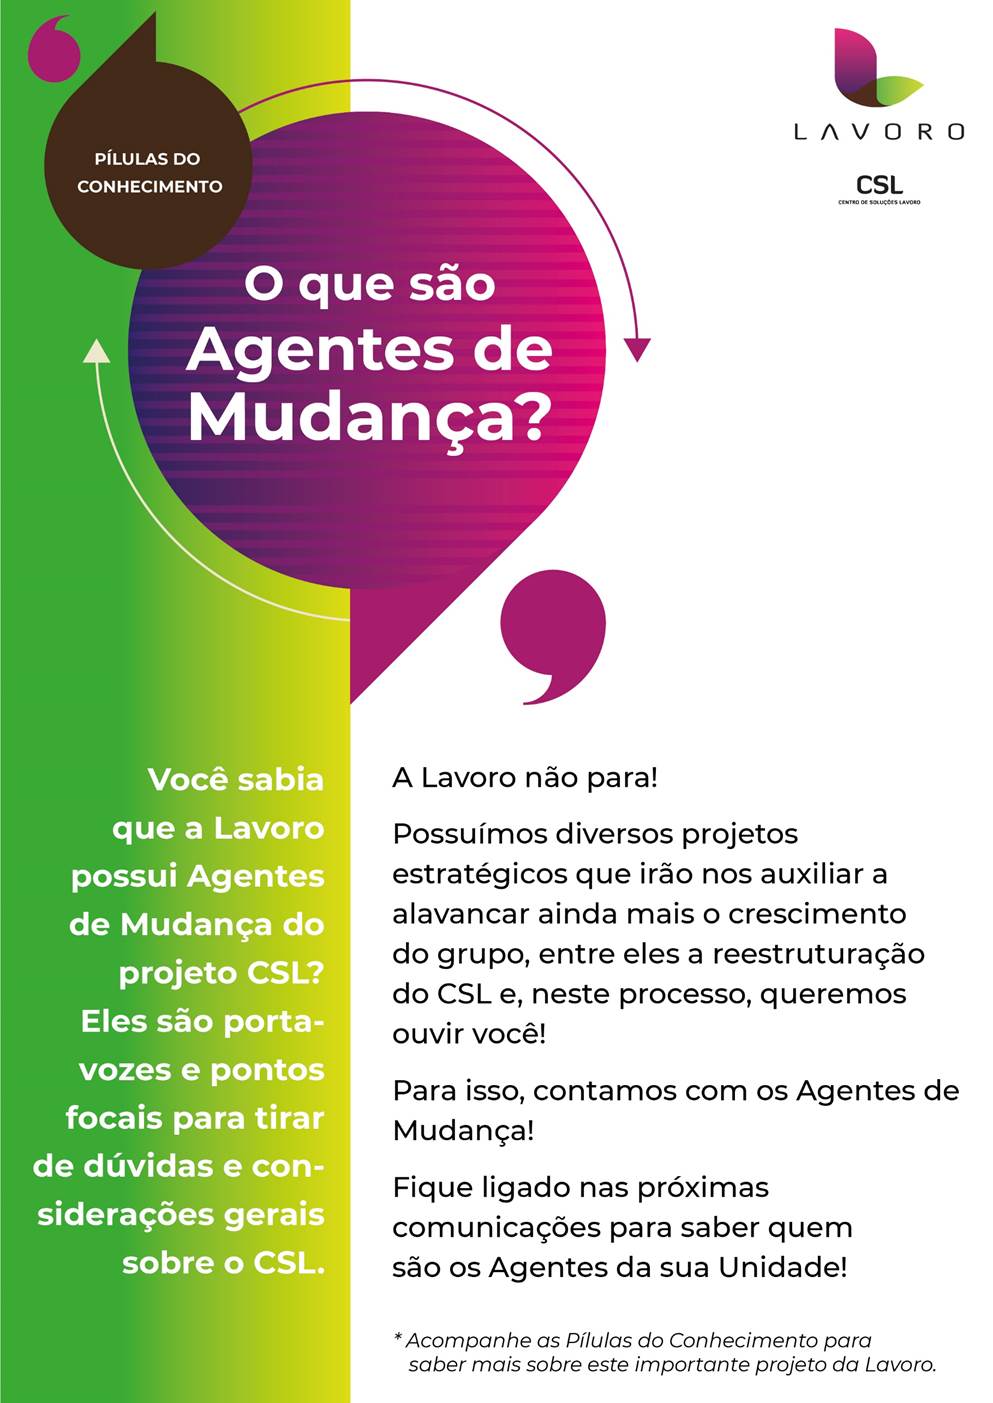 PÍLULAS DO
CONHECIMENTO
LAVORO
CSL
CENTRO DE SOLUÇÕES LAVORO
O que são
Agentes de
Mudança?
Você sabia
que a Lavoro
possui Agentes
de Mudança do
projeto CSL?
Eles são porta-
vozes e pontos
focais para tirar
de dúvidas e con-
siderações gerais
sobre o CSL.
A Lavoro não para!
Possuímos diversos projetos
estratégicos que irão nos auxiliar a
alavancar ainda mais o crescimento
do grupo, entre eles a reestruturação
do CSL e, neste processo, queremos
ouvir você!
Para isso, contamos com os Agentes de
Mudança!
Fique ligado nas próximas
comunicações para saber quem
são os Agentes da sua Unidade!
* Acompanhe as Pílulas do Conhecimento para
saber mais sobre este importante projeto da Lavoro.